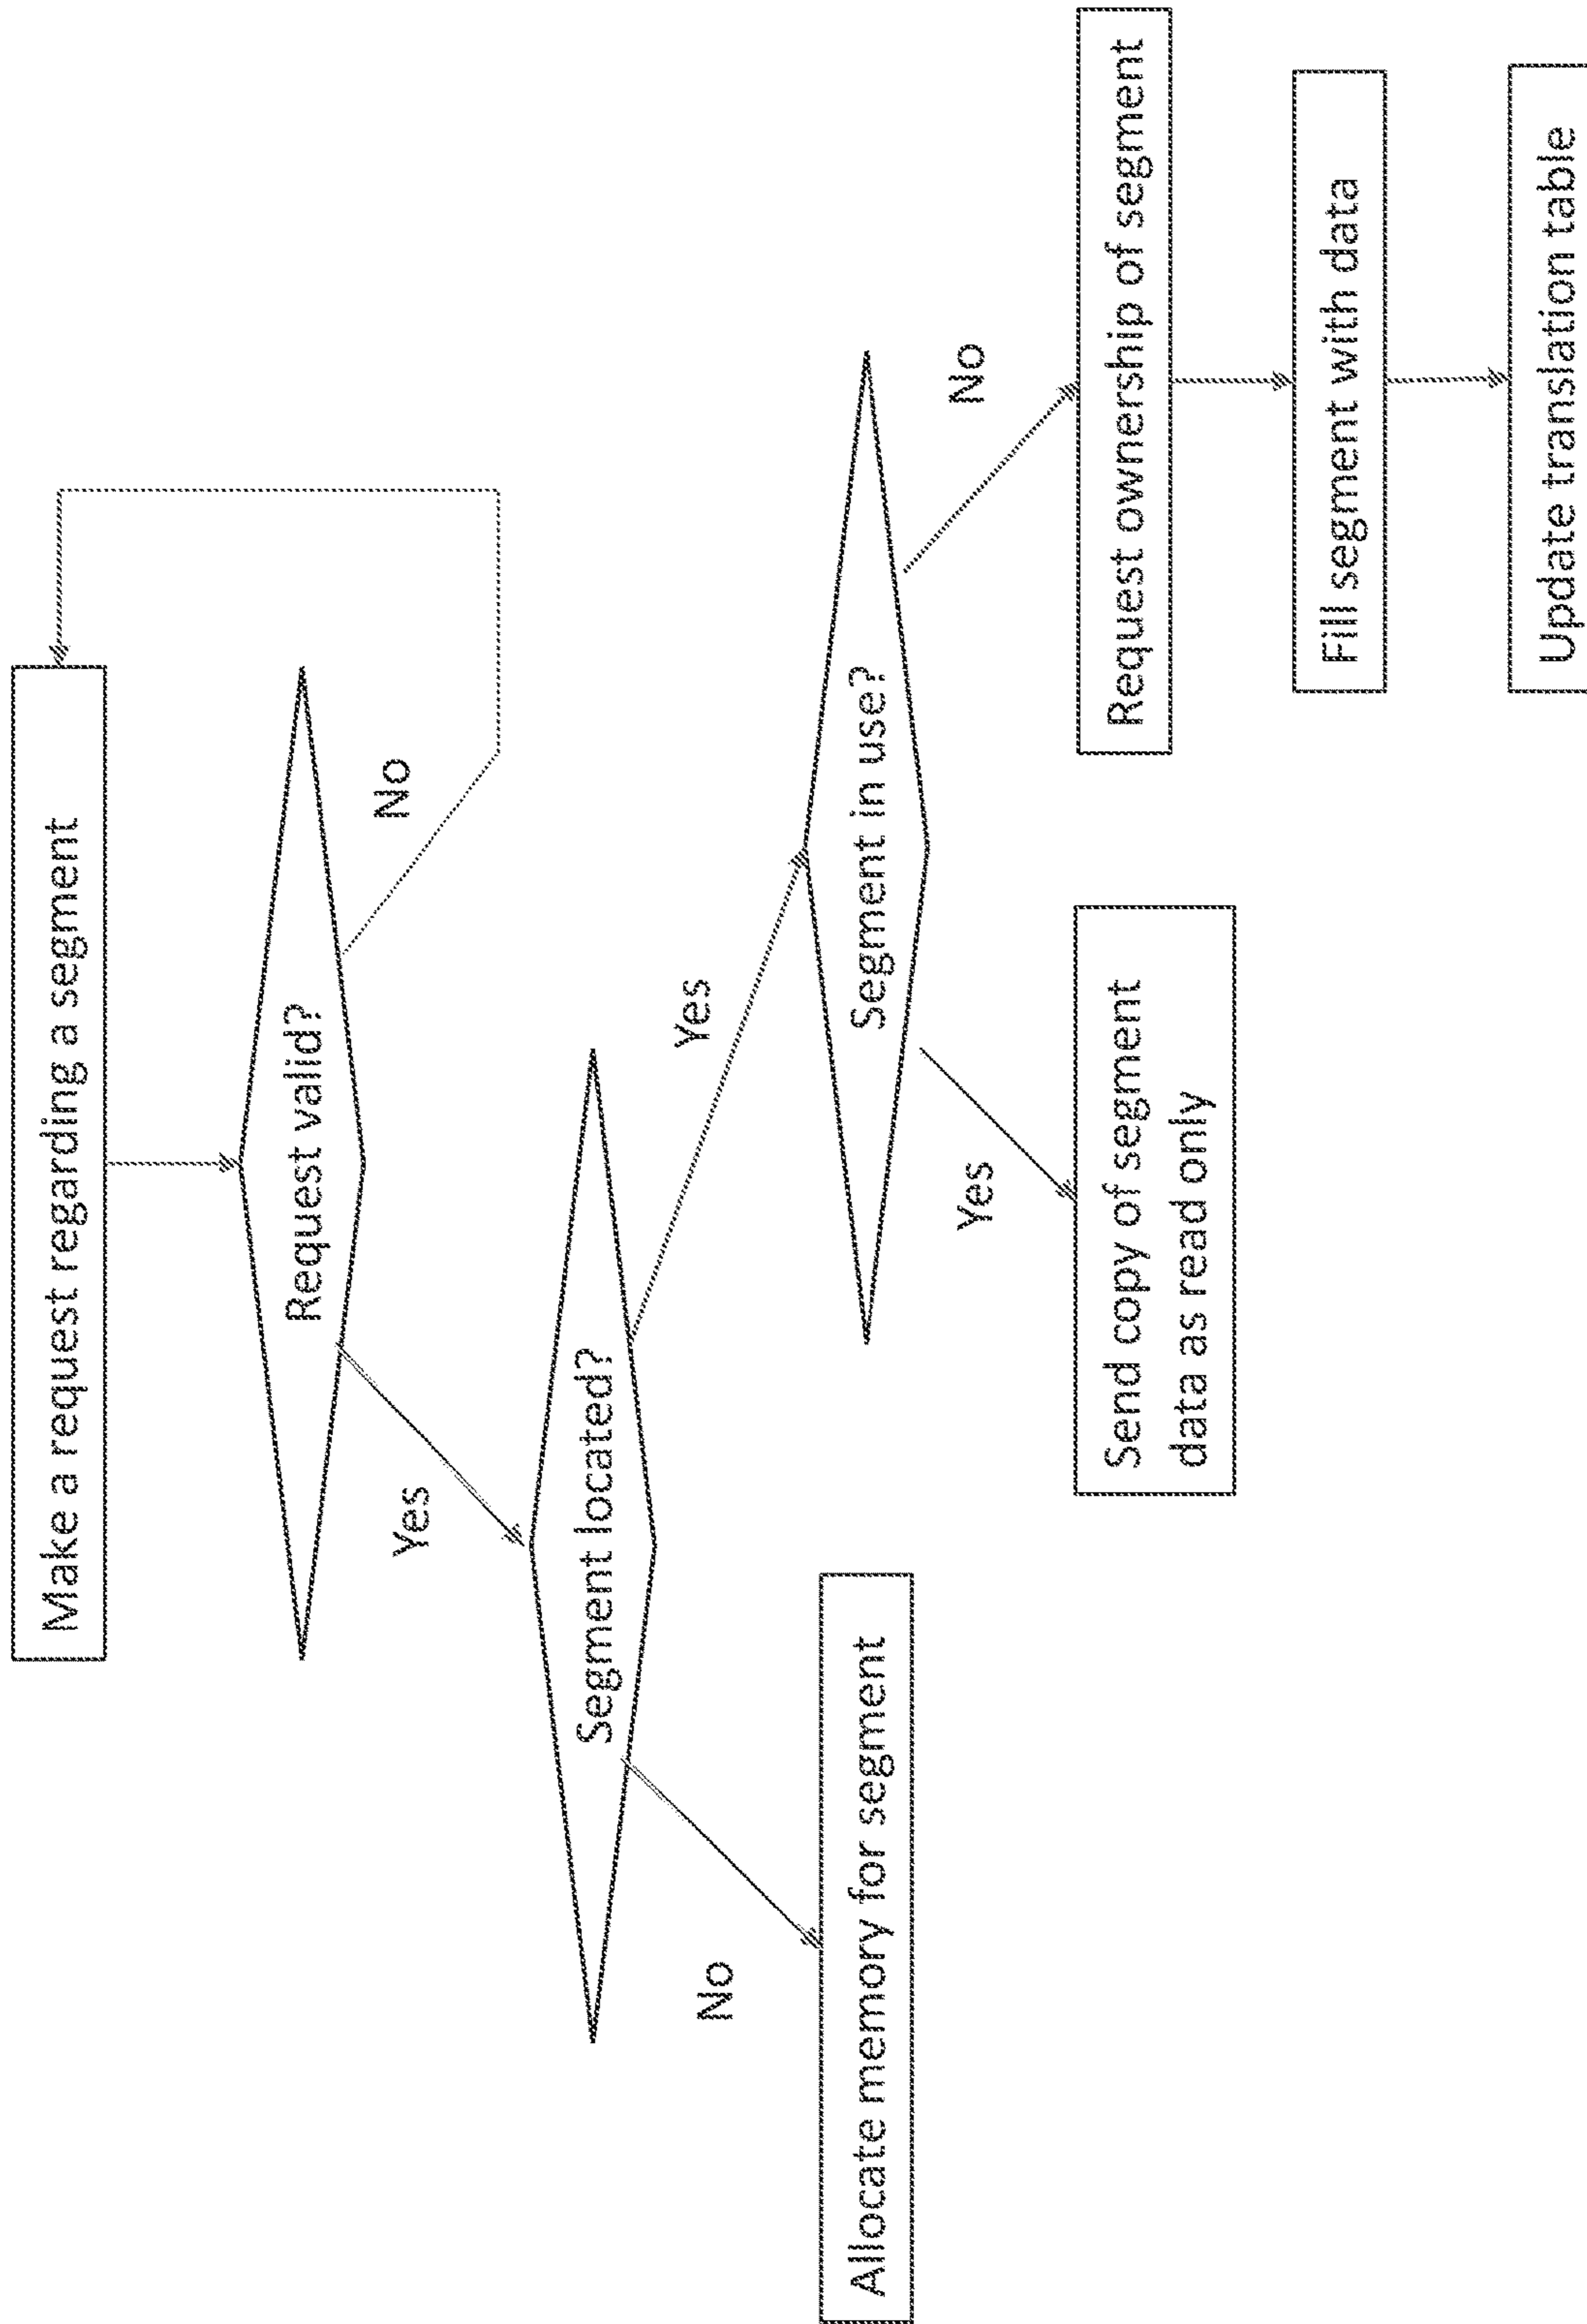 Make a request regarding a segment
Request valid?
Yes
No
Segment located?
No
Yes
Allocate memory for segment
Segment in use?
Yes
No
Send copy of segment
data as read only
Request ownership of segment
Fill segment with data
Update translation table